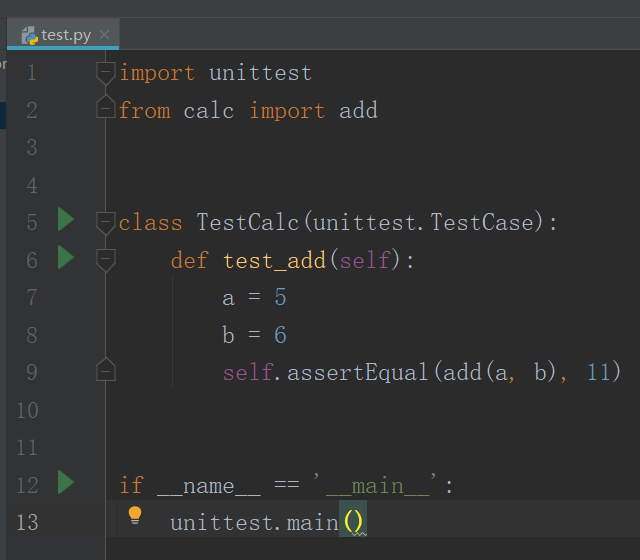 test.py
1 import unittest
2 from calc import add
3
4
5 class TestCalc(unittest.TestCase):
6     def test_add(self):
7         a = 5
8         b = 6
9         self.assertEqual(add(a, b), 11)
10
11
12 if __name__ == '__main__':
13     unittest.main()